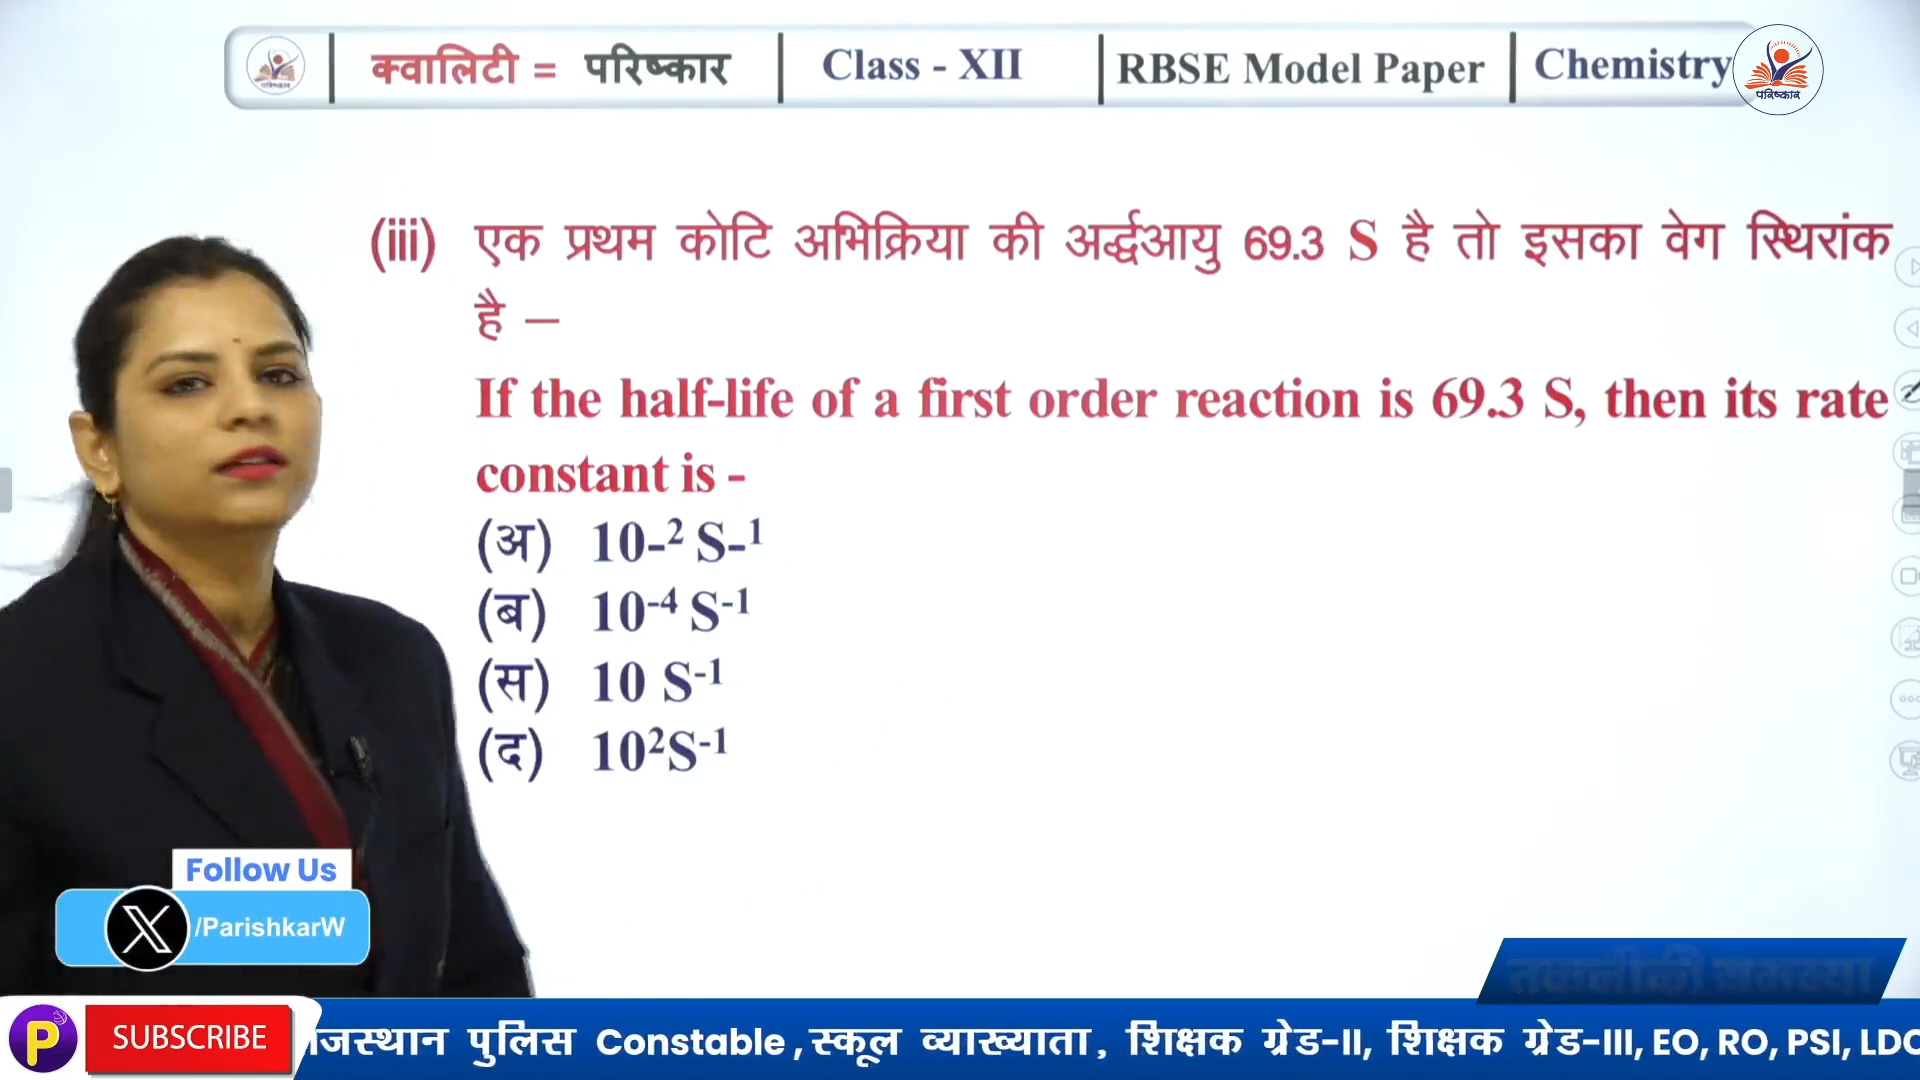 क्वालिटी = परिष्कार | Class - XII | RBSE Model Paper | Chemistry
परिष्कार
(iii) एक प्रथम कोटि अभिक्रिया की अर्द्धआयु 69.3 S है तो इसका वेग स्थिरांक
है –
If the half-life of a first order reaction is 69.3 S, then its rate
constant is -
(अ) 10-² S-¹
(ब) 10⁻⁴ S⁻¹
(स) 10 S⁻¹
(द) 10²S⁻¹
Follow Us
X /ParishkarW
तकनीकी समस्या
P SUBSCRIBE
जस्थान पुलिस Constable, स्कूल व्याख्याता, शिक्षक ग्रेड-II, शिक्षक ग्रेड-III, EO, RO, PSI, LDC